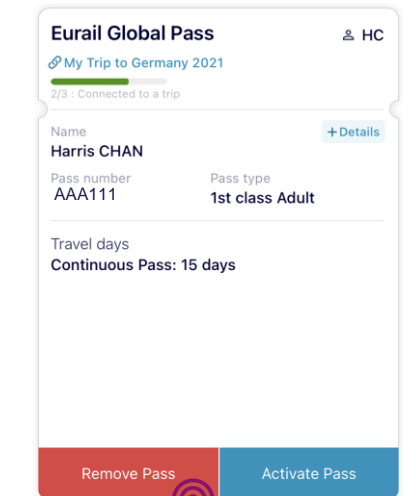 Eurail Global Pass
HC
My Trip to Germany 2021
2/3 : Connected to a trip
Name
+Details
Harris CHAN
Pass number
Pass type
AAA111
1st class Adult
Travel days
Continuous Pass: 15 days
Remove Pass
Activate Pass